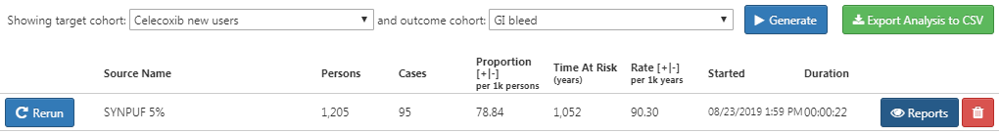 Showing target cohort: Celecoxib new users and outcome cohort: GI bleed Generate Export Analysis to CSV
Source Name Persons Cases Proportion [+|-] per 1k persons Time At Risk (years) Rate [+|-] per 1k years Started Duration
Rerun SYNPUF 5% 1,205 95 78.84 1,052 90.30 08/23/2019 1:59 PM 00:00:22 Reports